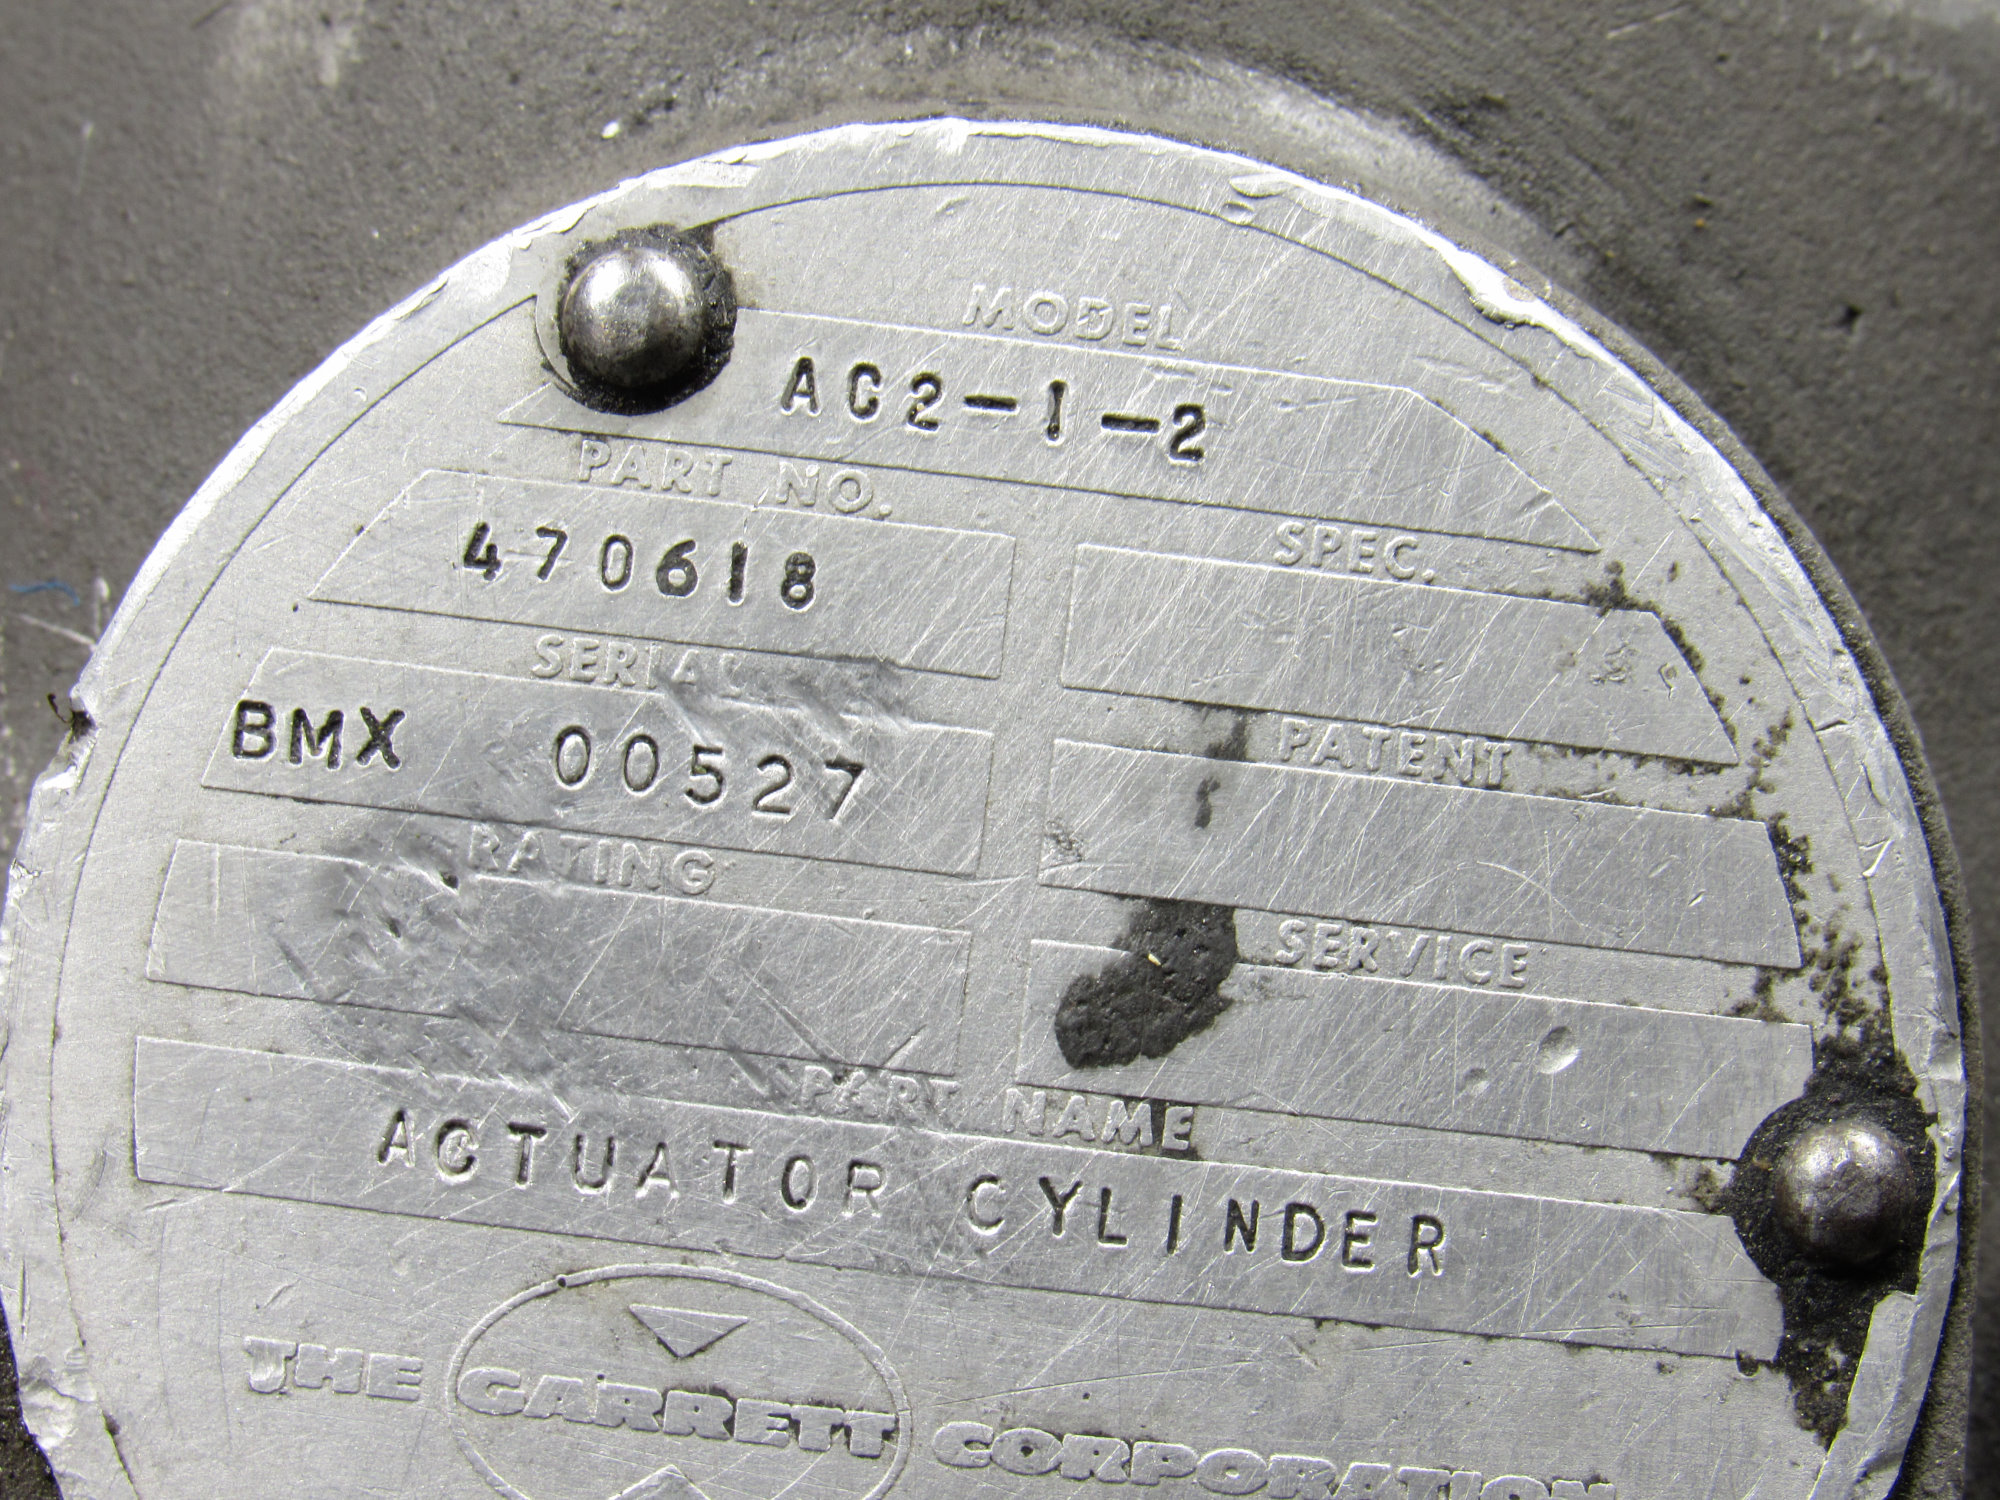 MODEL
AC2-1-2
PART NO.
470618
SPEC.
SERIAL
BMX 00527
PATENT
RATING
SERVICE
PART NAME
ACTUATOR CYLINDER
THE GARRETT CORPORATION